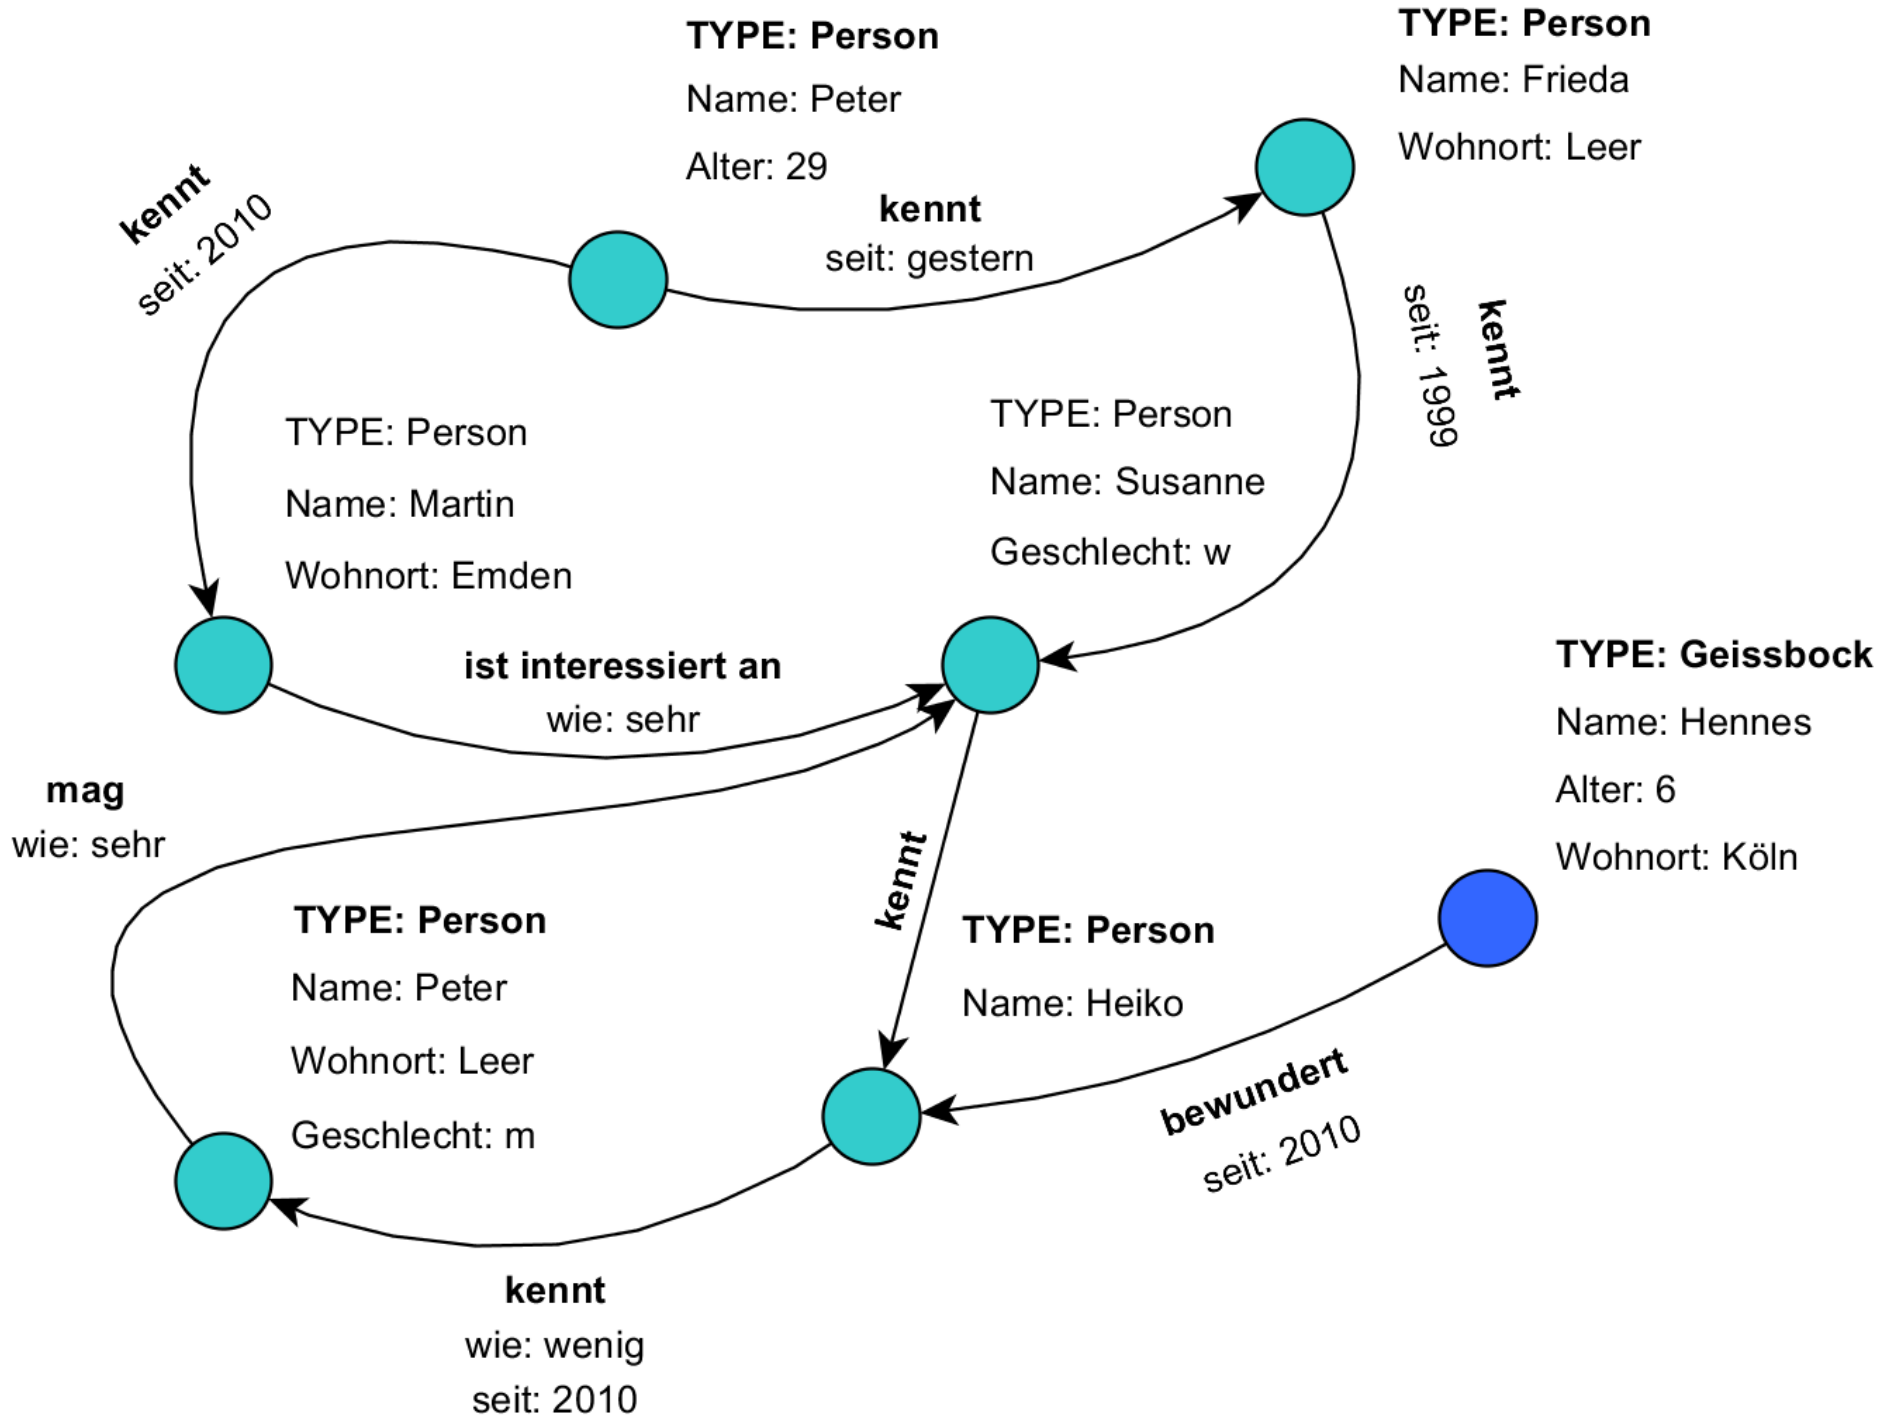 TYPE: Person
Name: Peter
Alter: 29
TYPE: Person
Name: Frieda
Wohnort: Leer
kennt
seit: 2010
kennt
seit: gestern
kennt
seit: 1999
TYPE: Person
Name: Martin
Wohnort: Emden
TYPE: Person
Name: Susanne
Geschlecht: w
ist interessiert an
wie: sehr
TYPE: Geissbock
Name: Hennes
Alter: 6
Wohnort: Köln
mag
wie: sehr
kennt
TYPE: Person
Name: Peter
Wohnort: Leer
Geschlecht: m
TYPE: Person
Name: Heiko
bewundert
seit: 2010
kennt
wie: wenig
seit: 2010